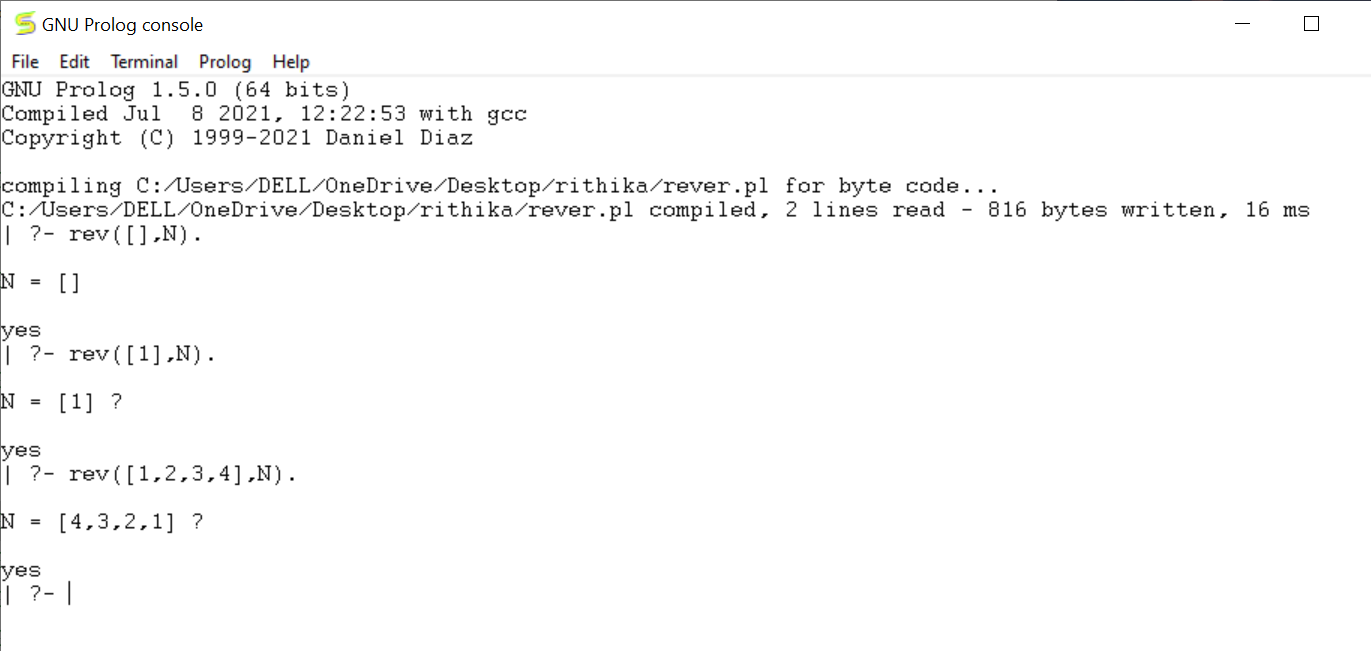 GNU Prolog console
File Edit Terminal Prolog Help
GNU Prolog 1.5.0 (64 bits)
Compiled Jul  8 2021, 12:22:53 with gcc
Copyright (C) 1999-2021 Daniel Diaz
compiling C:/Users/DELL/OneDrive/Desktop/rithika/rever.pl for byte code...
C:/Users/DELL/OneDrive/Desktop/rithika/rever.pl compiled, 2 lines read - 816 bytes written, 16 ms
| ?- rev([],N).
N = []
yes
| ?- rev([1],N).
N = [1] ?
yes
| ?- rev([1,2,3,4],N).
N = [4,3,2,1] ?
yes
| ?-